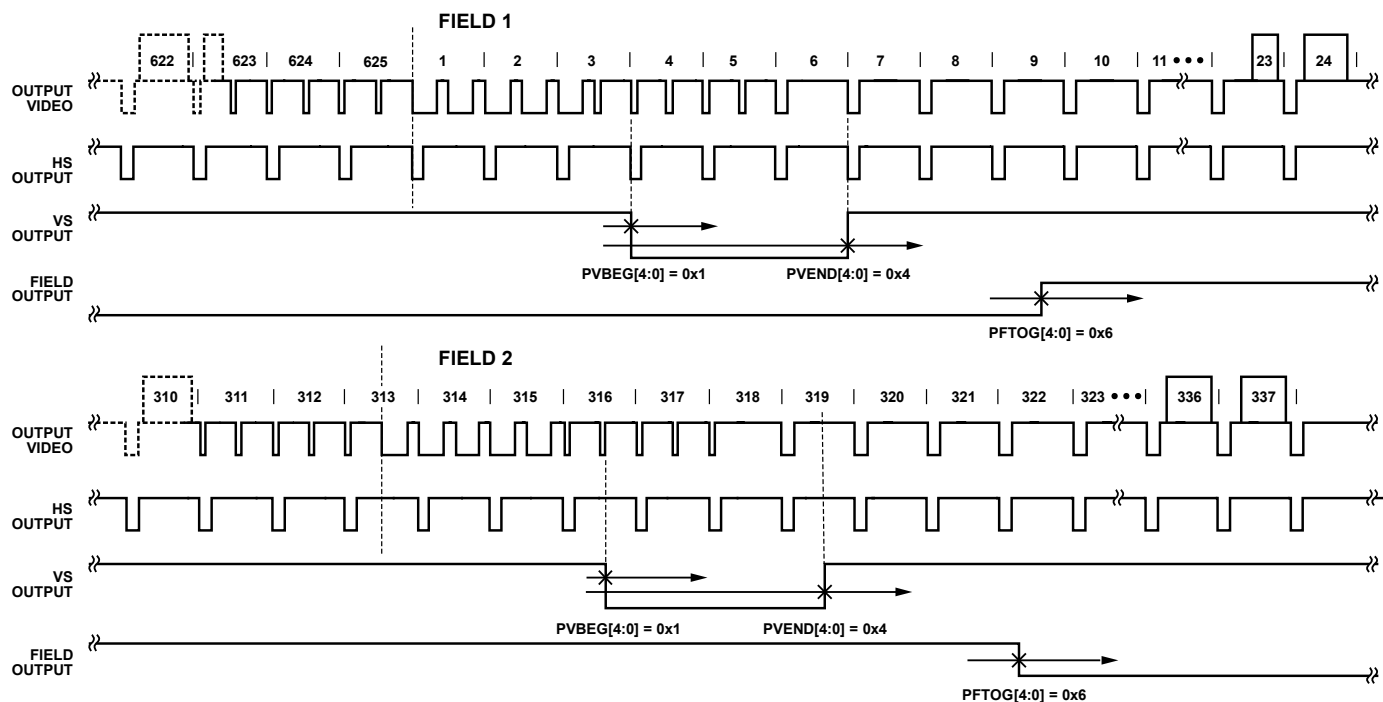 FIELD 1
622 623 624 625 1 2 3 4 5 6 7 8 9 10 11 ••• 23 24
OUTPUT
VIDEO
HS
OUTPUT
VS
OUTPUT
PVBEG[4:0] = 0x1 PVEND[4:0] = 0x4
FIELD
OUTPUT
PFTOG[4:0] = 0x6
FIELD 2
310 311 312 313 314 315 316 317 318 319 320 321 322 323 ••• 336 337
OUTPUT
VIDEO
HS
OUTPUT
VS
OUTPUT
PVBEG[4:0] = 0x1 PVEND[4:0] = 0x4
FIELD
OUTPUT
PFTOG[4:0] = 0x6